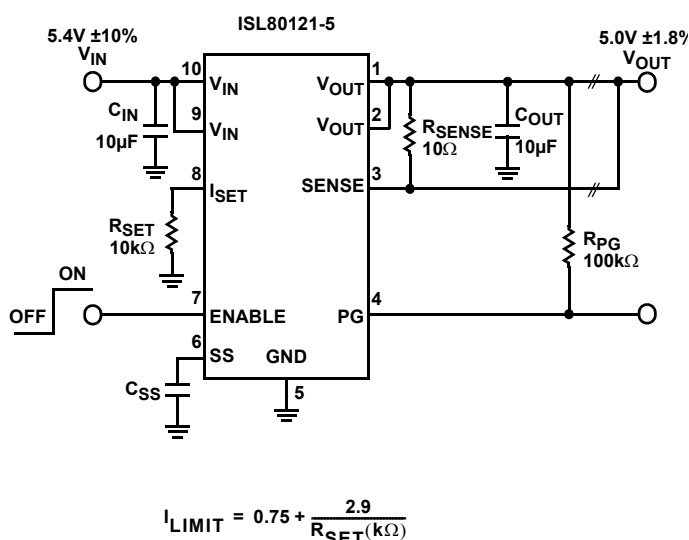 ISL80121-5
5.4V ±10%
VIN
5.0V ±1.8%
VOUT
10
VIN
9
VIN
CIN
10µF
8
ISET
RSET
10kΩ
ON
OFF
7
ENABLE
6
SS
CSS
GND
5
1
VOUT
2
VOUT
RSENSE
10Ω
COUT
10µF
3
SENSE
RPG
100kΩ
4
PG
ILIMIT = 0.75 + 2.9
RSET(kΩ)